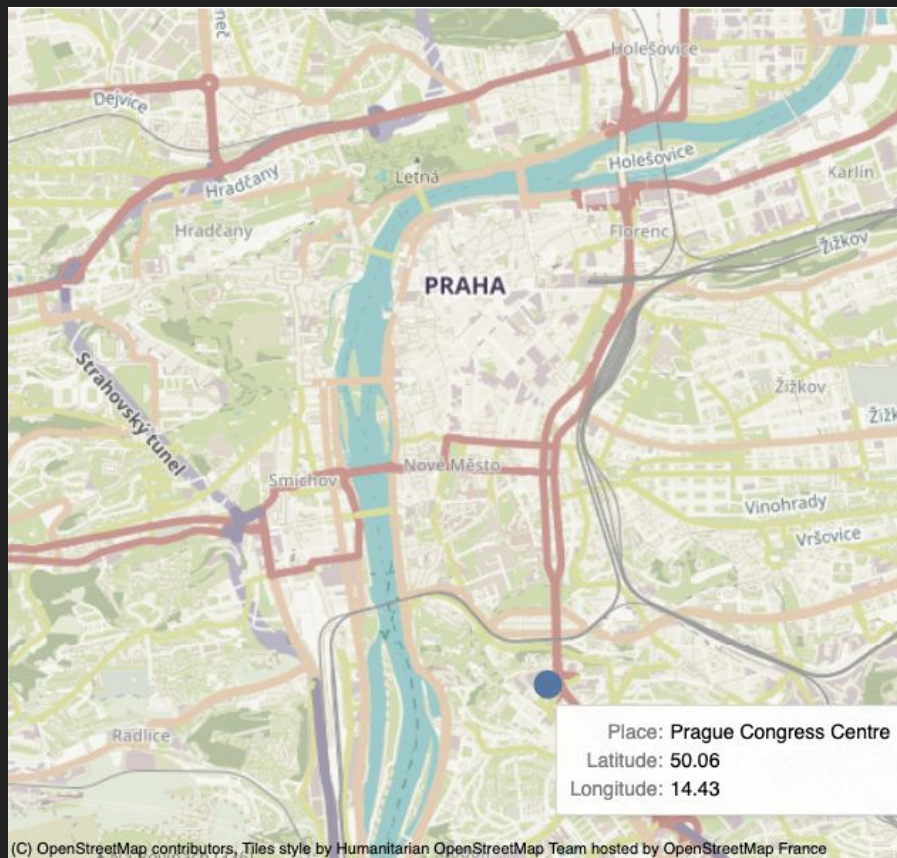 Holešovice
Dejvice
Holešovice
Hradčany
Letná
Karlín
Hradčany
Florenc
Žižkov
PRAHA
Strahovský tunel
Žižkov
Nové Město
Smíchov
Vinohrady
Vršovice
Radlice
Place: Prague Congress Centre
Latitude: 50.06
Longitude: 14.43
(C) OpenStreetMap contributors, Tiles style by Humanitarian OpenStreetMap Team hosted by OpenStreetMap France